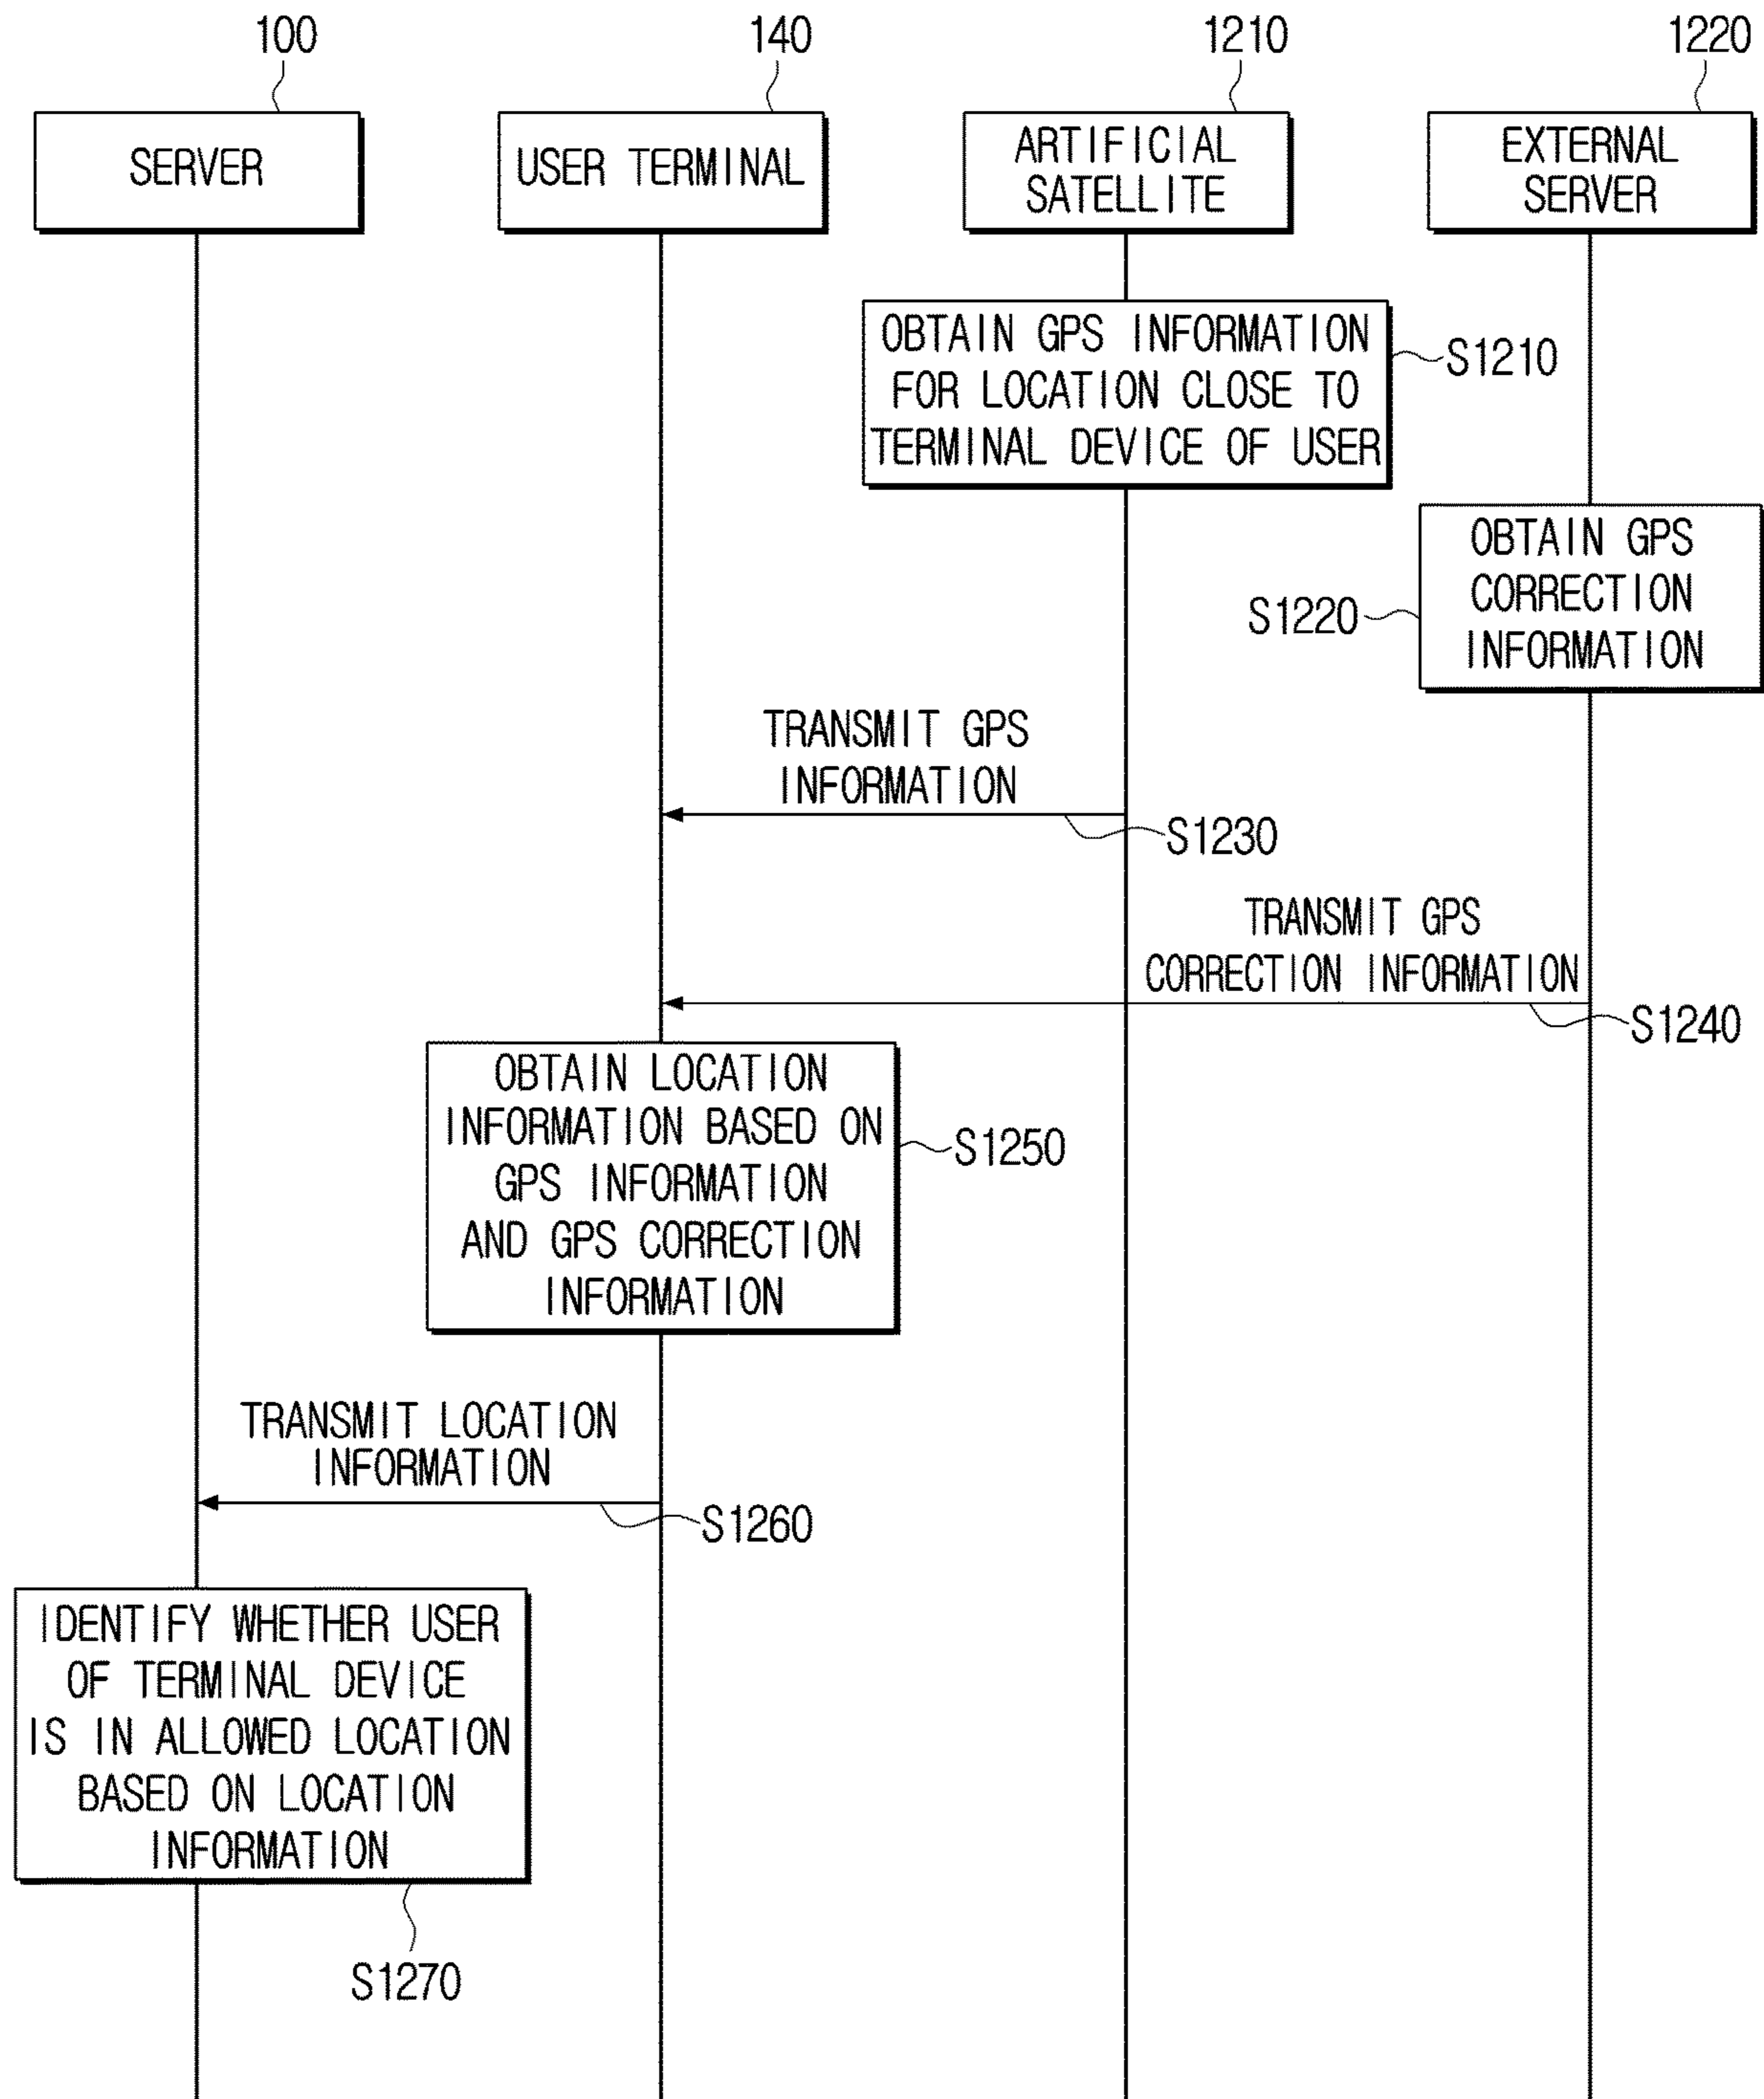 100
140
1210
1220
SERVER
USER TERMINAL
ARTIFICIAL
SATELLITE
EXTERNAL
SERVER
OBTAIN GPS INFORMATION
FOR LOCATION CLOSE TO
TERMINAL DEVICE OF USER
S1210
OBTAIN GPS
CORRECTION
INFORMATION
S1220
TRANSMIT GPS
INFORMATION
S1230
TRANSMIT GPS
CORRECTION INFORMATION
S1240
OBTAIN LOCATION
INFORMATION BASED ON
GPS INFORMATION
AND GPS CORRECTION
INFORMATION
S1250
TRANSMIT LOCATION
INFORMATION
S1260
IDENTIFY WHETHER USER
OF TERMINAL DEVICE
IS IN ALLOWED LOCATION
BASED ON LOCATION
INFORMATION
S1270